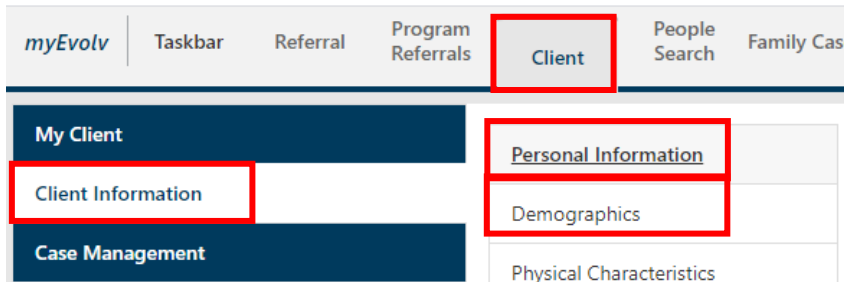 myEvolv Taskbar Referral Program Referrals Client People Search Family Cas
My Client
Client Information
Case Management
Personal Information
Demographics
Physical Characteristics